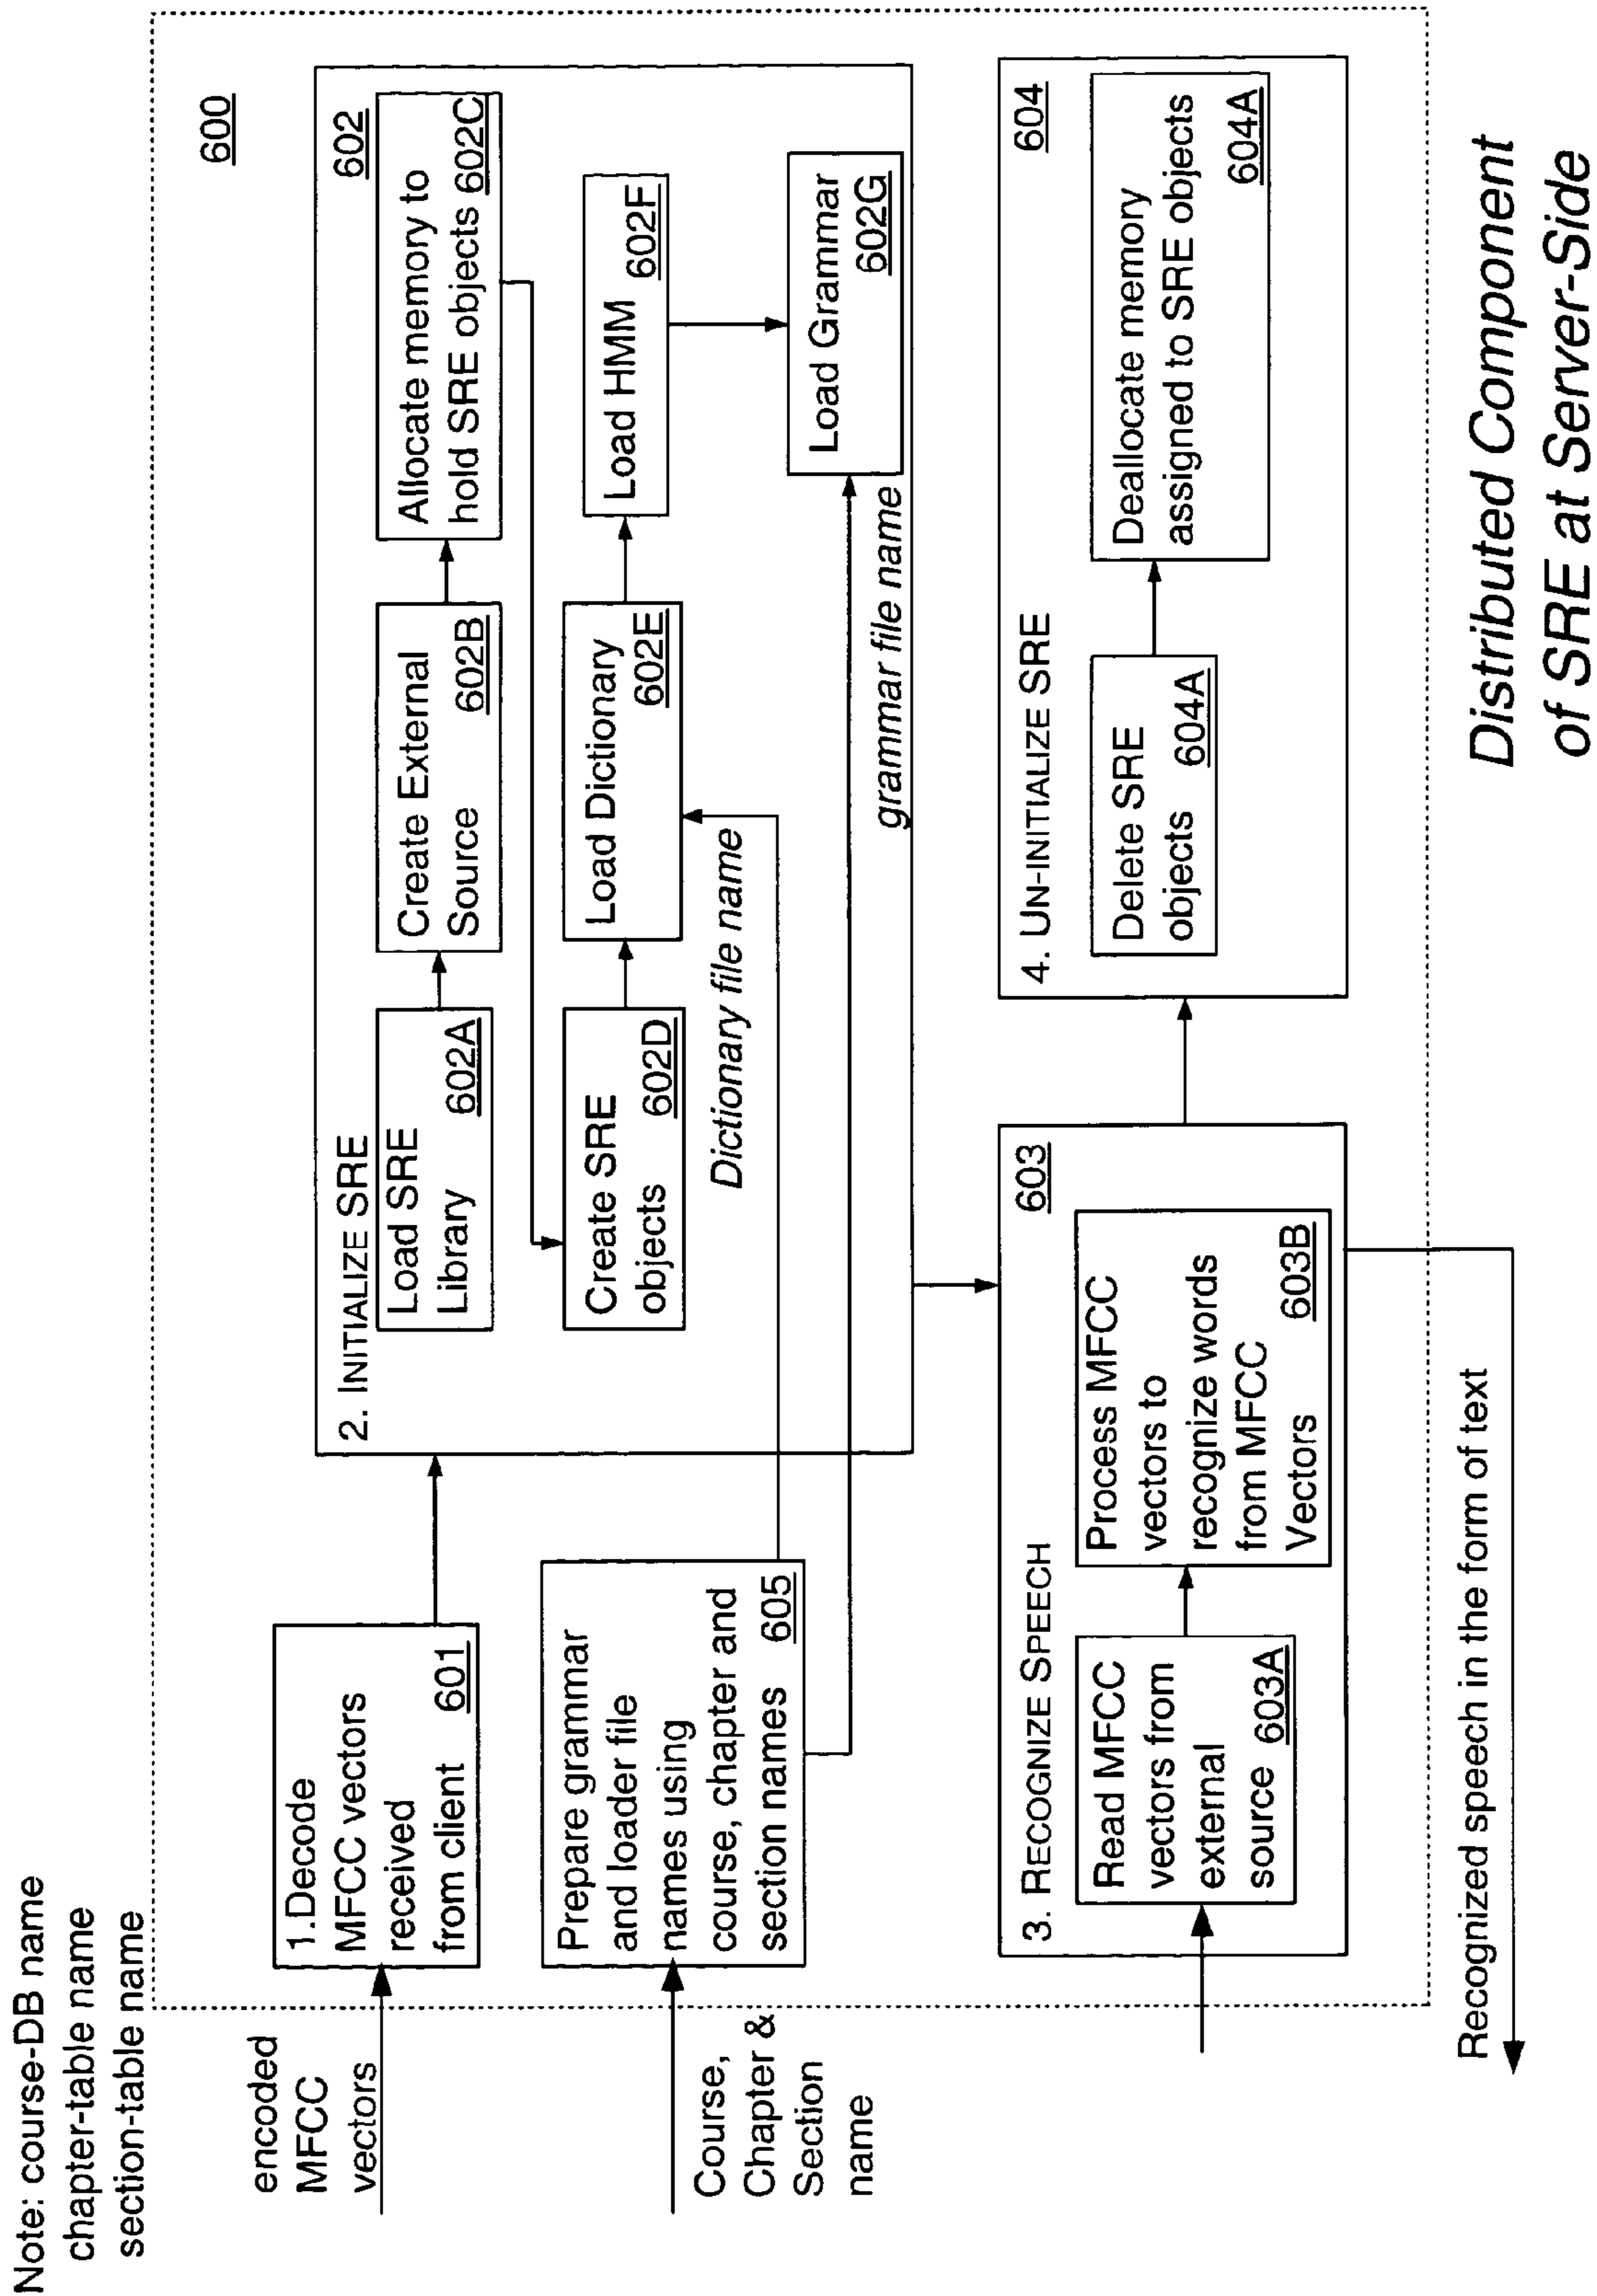 Note: course-DB name
chapter-table name
section-table name
600
encoded
MFCC
vectors
1.Decode
MFCC vectors
received
from client 601
2. INITIALIZE SRE
602
Load SRE
Library 602A
Create External
Source 602B
Allocate memory to
hold SRE objects 602C
Create SRE
objects 602D
Load Dictionary
602E
Load HMM
602F
Dictionary file name
Load Grammar
602G
grammar file name
Course,
Chapter &
Section
name
Prepare grammar
and loader file
names using
course, chapter and
section names 605
3. RECOGNIZE SPEECH
603
Read MFCC
vectors from
external
source 603A
Process MFCC
vectors to
recognize words
from MFCC
Vectors 603B
4. UN-INITIALIZE SRE
604
Delete SRE
objects 604A
Deallocate memory
assigned to SRE objects
604A
Recognized speech in the form of text
Distributed Component
of SRE at Server-Side